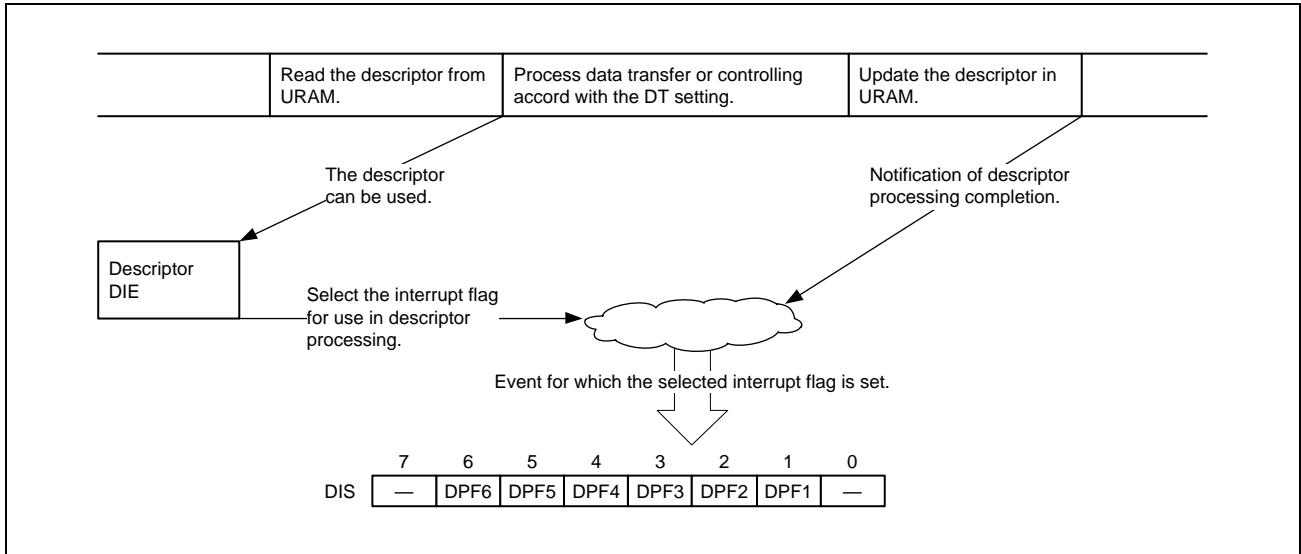 Read the descriptor from
URAM.
Process data transfer or controlling
accord with the DT setting.
Update the descriptor in
URAM.
The descriptor
can be used.
Notification of descriptor
processing completion.
Descriptor
DIE
Select the interrupt flag
for use in descriptor
processing.
Event for which the selected interrupt flag is set.
7 6 5 4 3 2 1 0
DIS — DPF6 DPF5 DPF4 DPF3 DPF2 DPF1 —